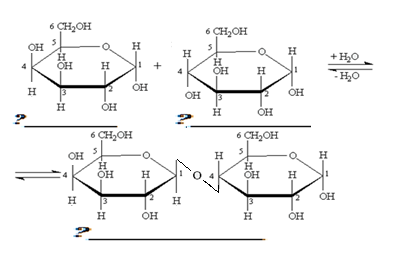 6 CH₂OH 6 CH₂OH
5 O H 5 O H
OH H H H
4 OH H 1 + 4 OH H 1 +H₂O
-H₂O
H 3 2 OH OH 3 2 OH
H OH H OH
? ?
6 CH₂OH 6 CH₂OH
5 O 5 O
OH H H H H
4 OH H 1 O 4 OH H 1
H 3 2 H 3 2 OH
H OH H OH
?